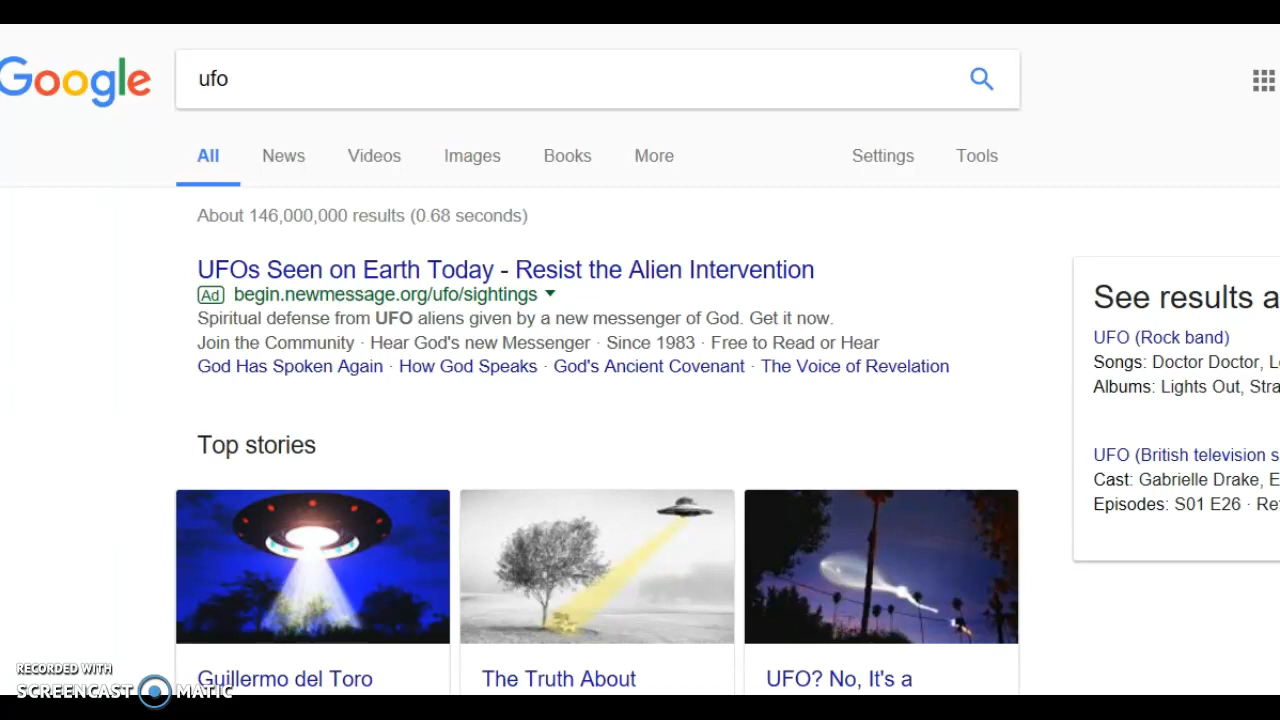 Google
ufo
All News Videos Images Books More Settings Tools
About 146,000,000 results (0.68 seconds)
UFOs Seen on Earth Today - Resist the Alien Intervention
Ad begin.newmessage.org/ufo/sightings
Spiritual defense from UFO aliens given by a new messenger of God. Get it now.
Join the Community · Hear God's new Messenger · Since 1983 · Free to Read or Hear
God Has Spoken Again · How God Speaks · God's Ancient Covenant · The Voice of Revelation
Top stories
Guillermo del Toro
The Truth About
UFO? No, It's a
See results a
UFO (Rock band)
Songs: Doctor Doctor, L
Albums: Lights Out, Stra
UFO (British television s
Cast: Gabrielle Drake, E
Episodes: S01 E26 · Re
RECORDED WITH
SCREENCAST MATIC